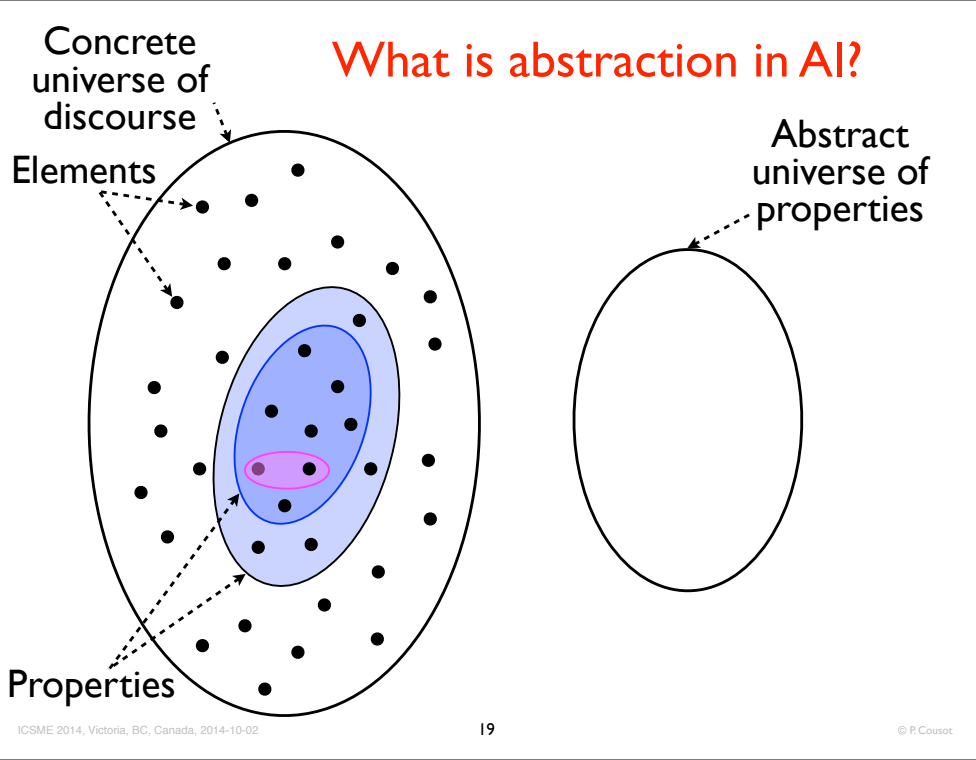 Concrete
universe of
discourse
What is abstraction in AI?
Elements
Abstract
universe of
properties
Properties
ICSME 2014, Victoria, BC, Canada, 2014-10-02
19
© P. Cousot